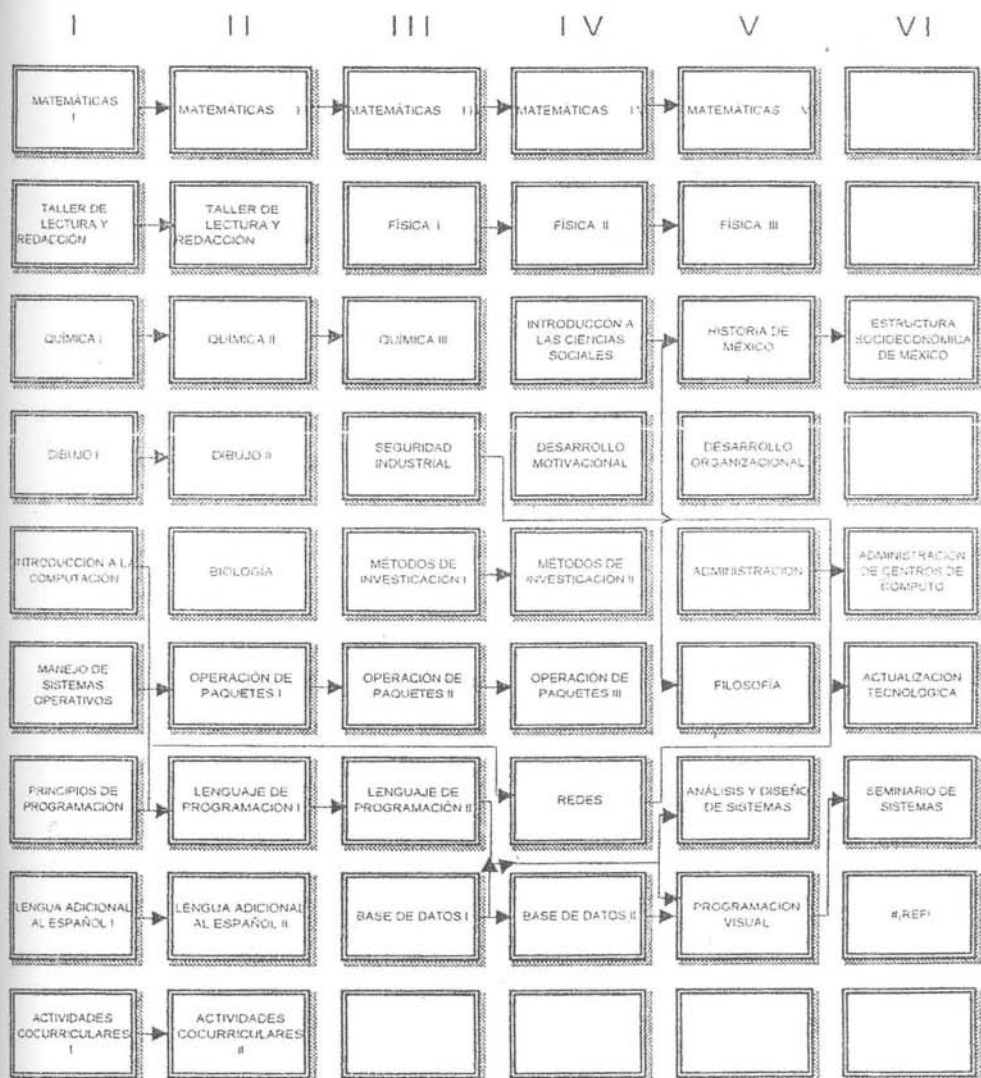 I II III IV V VI
MATEMÁTICAS
I
MATEMÁTICAS
MATEMÁTICAS
MATEMÁTICAS IV
MATEMÁTICAS V
TALLER DE
LECTURA Y
REDACCIÓN
TALLER DE
LECTURA Y
REDACCIÓN
FÍSICA I
FÍSICA II
FÍSICA III
QUÍMICA I
QUÍMICA II
QUÍMICA III
INTRODUCCÓN A
LAS CIENCIAS
SOCIALES
HISTORIA DE
MÉXICO
ESTRUCTURA
SOCIOECONÓMICA
DE MÉXICO
DIBUJO I
DIBUJO II
SEGURIDAD
INDUSTRIAL
DESARROLLO
MOTIVACIONAL
DESARROLLO
ORGANIZACIONAL
INTRODUCCIÓN A LA
COMPUTACIÓN
BIOLOGÍA
MÉTODOS DE
INVESTIGACIÓN I
MÉTODOS DE
INVESTIGACIÓN II
ADMINISTRACIÓN
ADMINISTRACIÓN
DE CENTROS DE
COMPUTO
MANEJO DE
SISTEMAS
OPERATIVOS
OPERACIÓN DE
PAQUETES I
OPERACIÓN DE
PAQUETES II
OPERACIÓN DE
PAQUETES III
FILOSOFÍA
ACTUALIZACIÓN
TECNOLÓGICA
PRINCIPIOS DE
PROGRAMACIÓN
LENGUAJE DE
PROGRAMACIÓN I
LENGUAJE DE
PROGRAMACIÓN II
REDES
ANÁLISIS Y DISEÑO
DE SISTEMAS
SEMINARIO DE
SISTEMAS
LENGUA ADICIONAL
AL ESPAÑOL I
LENGUA ADICIONAL
AL ESPAÑOL II
BASE DE DATOS I
BASE DE DATOS II
PROGRAMACIÓN
VISUAL
#¡REF!
ACTIVIDADES
COCURRICULARES
I
ACTIVIDADES
COCURRICULARES
II